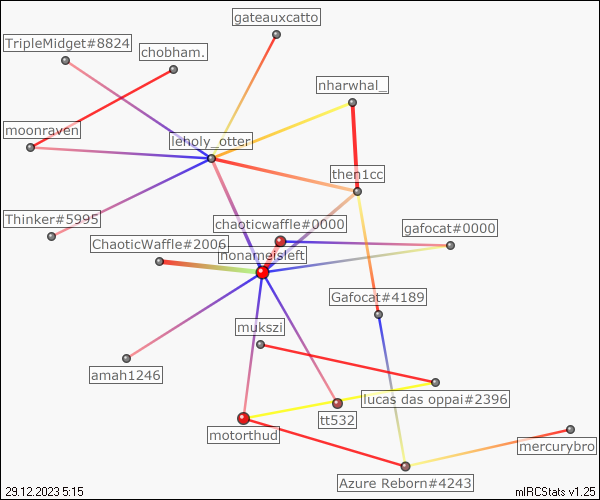 gateauxcatto
TripleMidget#8824
chobham.
nharwhal_
moonraven
leholy_otter
then1cc
Thinker#5995
chaoticwaffle#0000
gafocat#0000
ChaoticWaffle#2006
nonameisleft
Gafocat#4189
mukszi
amah1246
lucas das oppai#2396
tt532
motorthud
mercurybro
Azure Reborn#4243
29.12.2023 5:15
mIRCStats v1.25